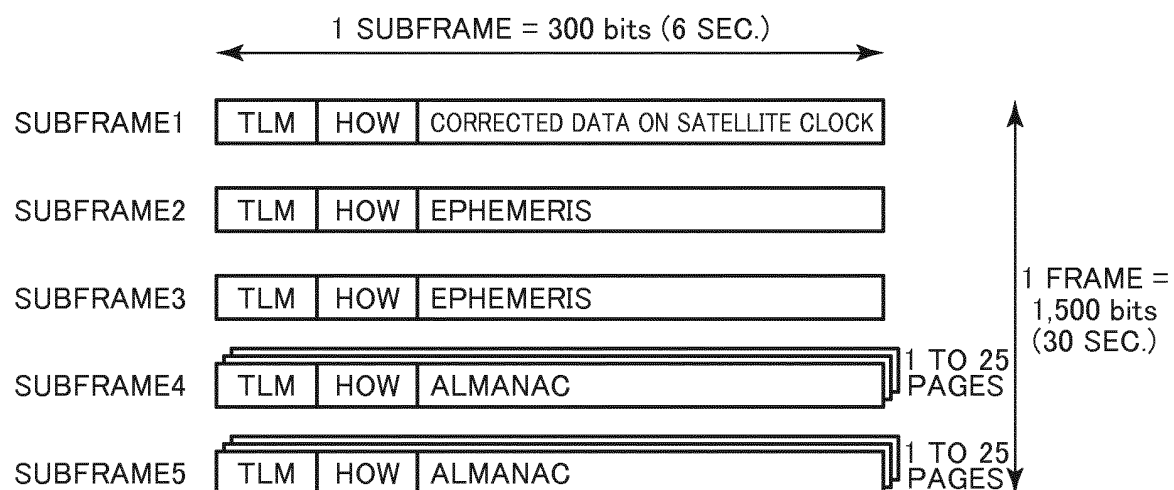 1 SUBFRAME = 300 bits (6 SEC.)
SUBFRAME1 TLM HOW CORRECTED DATA ON SATELLITE CLOCK
SUBFRAME2 TLM HOW EPHEMERIS
SUBFRAME3 TLM HOW EPHEMERIS
1 FRAME =
1,500 bits
(30 SEC.)
SUBFRAME4 TLM HOW ALMANAC
1 TO 25
PAGES
SUBFRAME5 TLM HOW ALMANAC
1 TO 25
PAGES